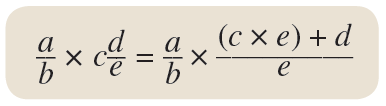 a/b × c d/e = a/b × ((c × e) + d)/e